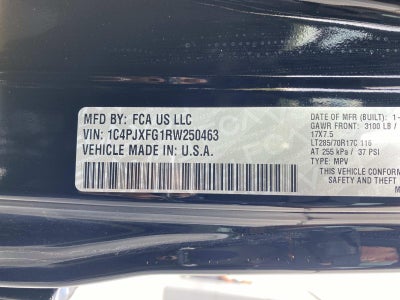 MFD BY: FCA US LLC
VIN: 1C4PJXFG1RW250463
VEHICLE MADE IN: U.S.A.
DATE OF MFR (BUILT): 1-
GAWR FRONT: 3100 LB /
17X7.5
LT285/70R17C 116
AT 255 kPa / 37 PSI
TYPE: MPV
THIS VEHICLE
SAFETY AND THEFT